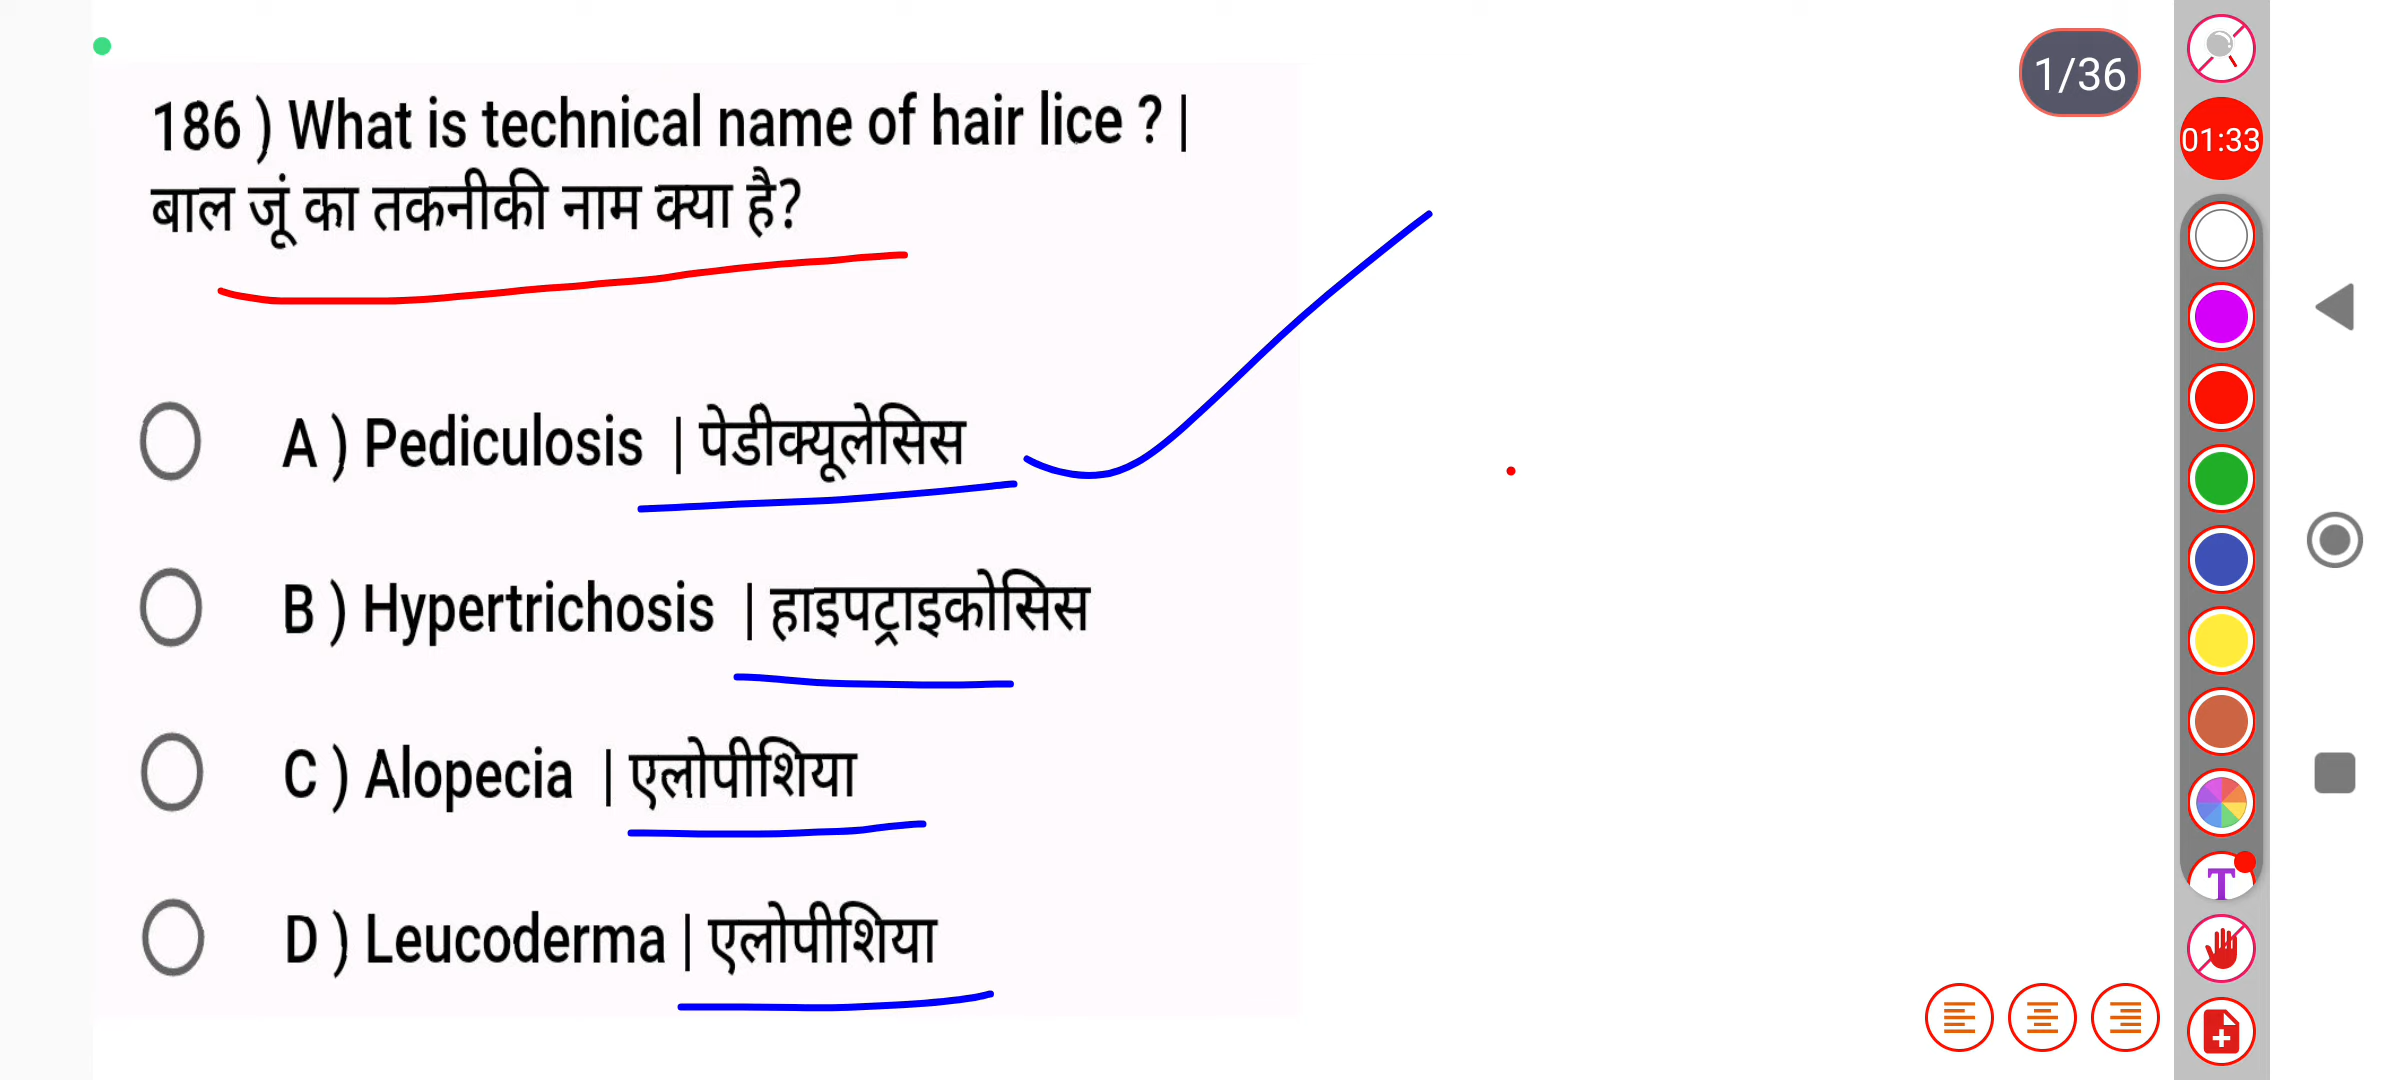 1/36
01:33
186 ) What is technical name of hair lice ? |
बाल जूं का तकनीकी नाम क्या है?
A ) Pediculosis | पेडीक्यूलेसिस
B ) Hypertrichosis | हाइपट्राइकोसिस
C ) Alopecia | एलोपीशिया
D ) Leucoderma | एलोपीशिया
T